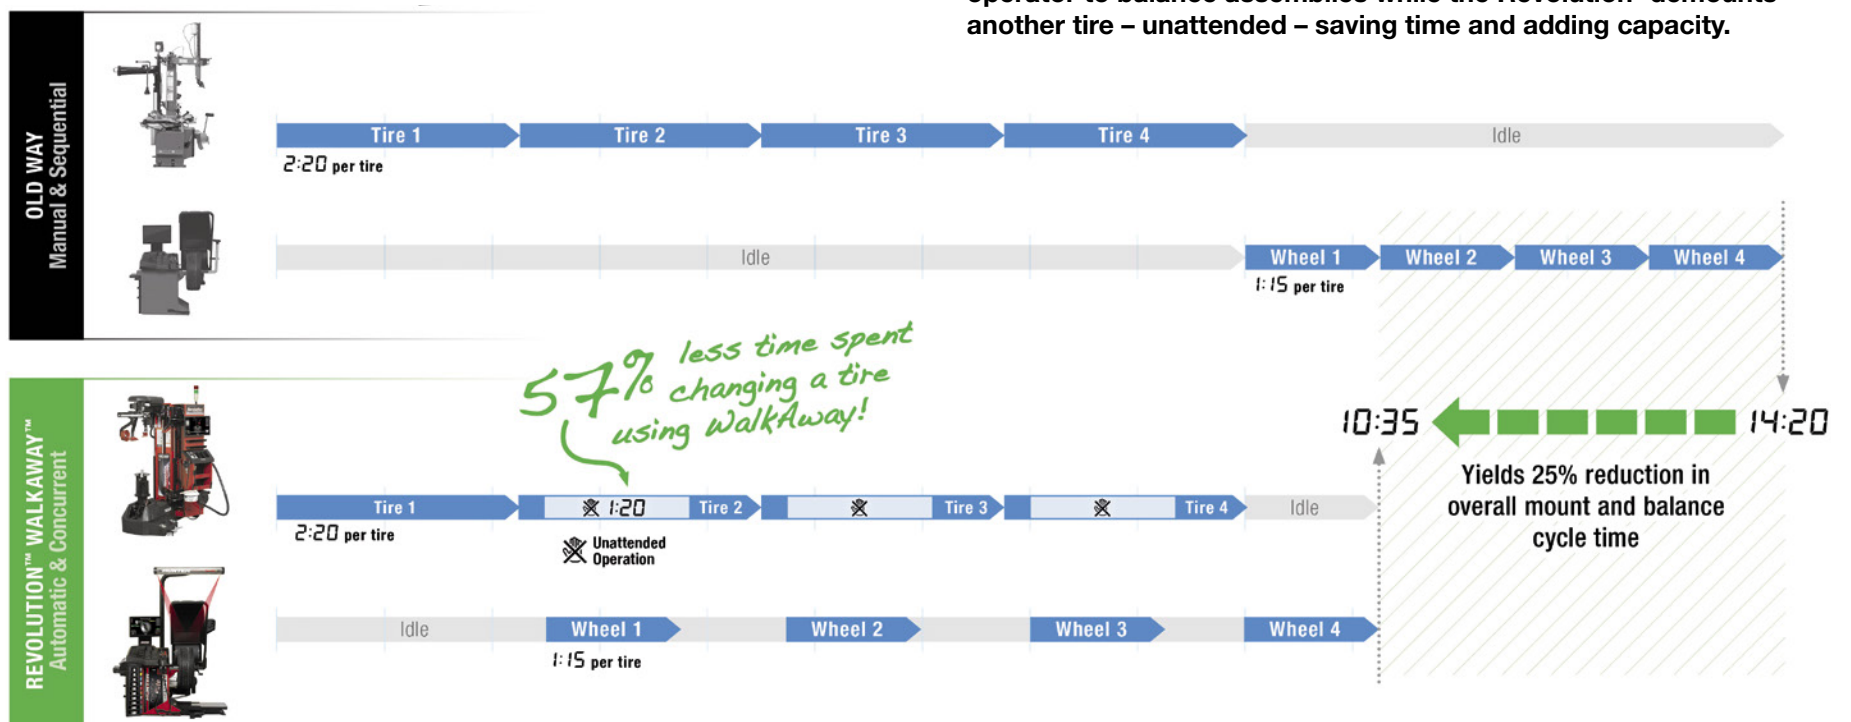 another tire – unattended – saving time and adding capacity.
OLD WAY
Manual & Sequential
Tire 1
Tire 2
Tire 3
Tire 4
Idle
2:20 per tire
Idle
Wheel 1
Wheel 2
Wheel 3
Wheel 4
1:15 per tire
57% less time spent
changing a tire
using WalkAway!
REVOLUTION™ WALKAWAY™
Automatic & Concurrent
10:35
14:20
Yields 25% reduction in
overall mount and balance
cycle time
Tire 1
1:20
Tire 2
Tire 3
Tire 4
Idle
2:20 per tire
Unattended
Operation
Idle
Wheel 1
Wheel 2
Wheel 3
Wheel 4
1:15 per tire